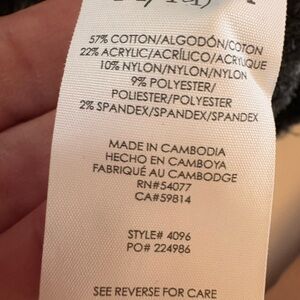 57% COTTON/ALGODÓN/COTON
22% ACRYLIC/ACRÍLICO/ACRYLIQUE
10% NYLON/NYLON/NYLON
9% POLYESTER/
POLIESTER/POLYESTER
2% SPANDEX/SPANDEX/SPANDEX
MADE IN CAMBODIA
HECHO EN CAMBOYA
FABRIQUÉ AU CAMBODGE
RN#54077
CA#59814
STYLE# 4096
PO# 224986
SEE REVERSE FOR CARE